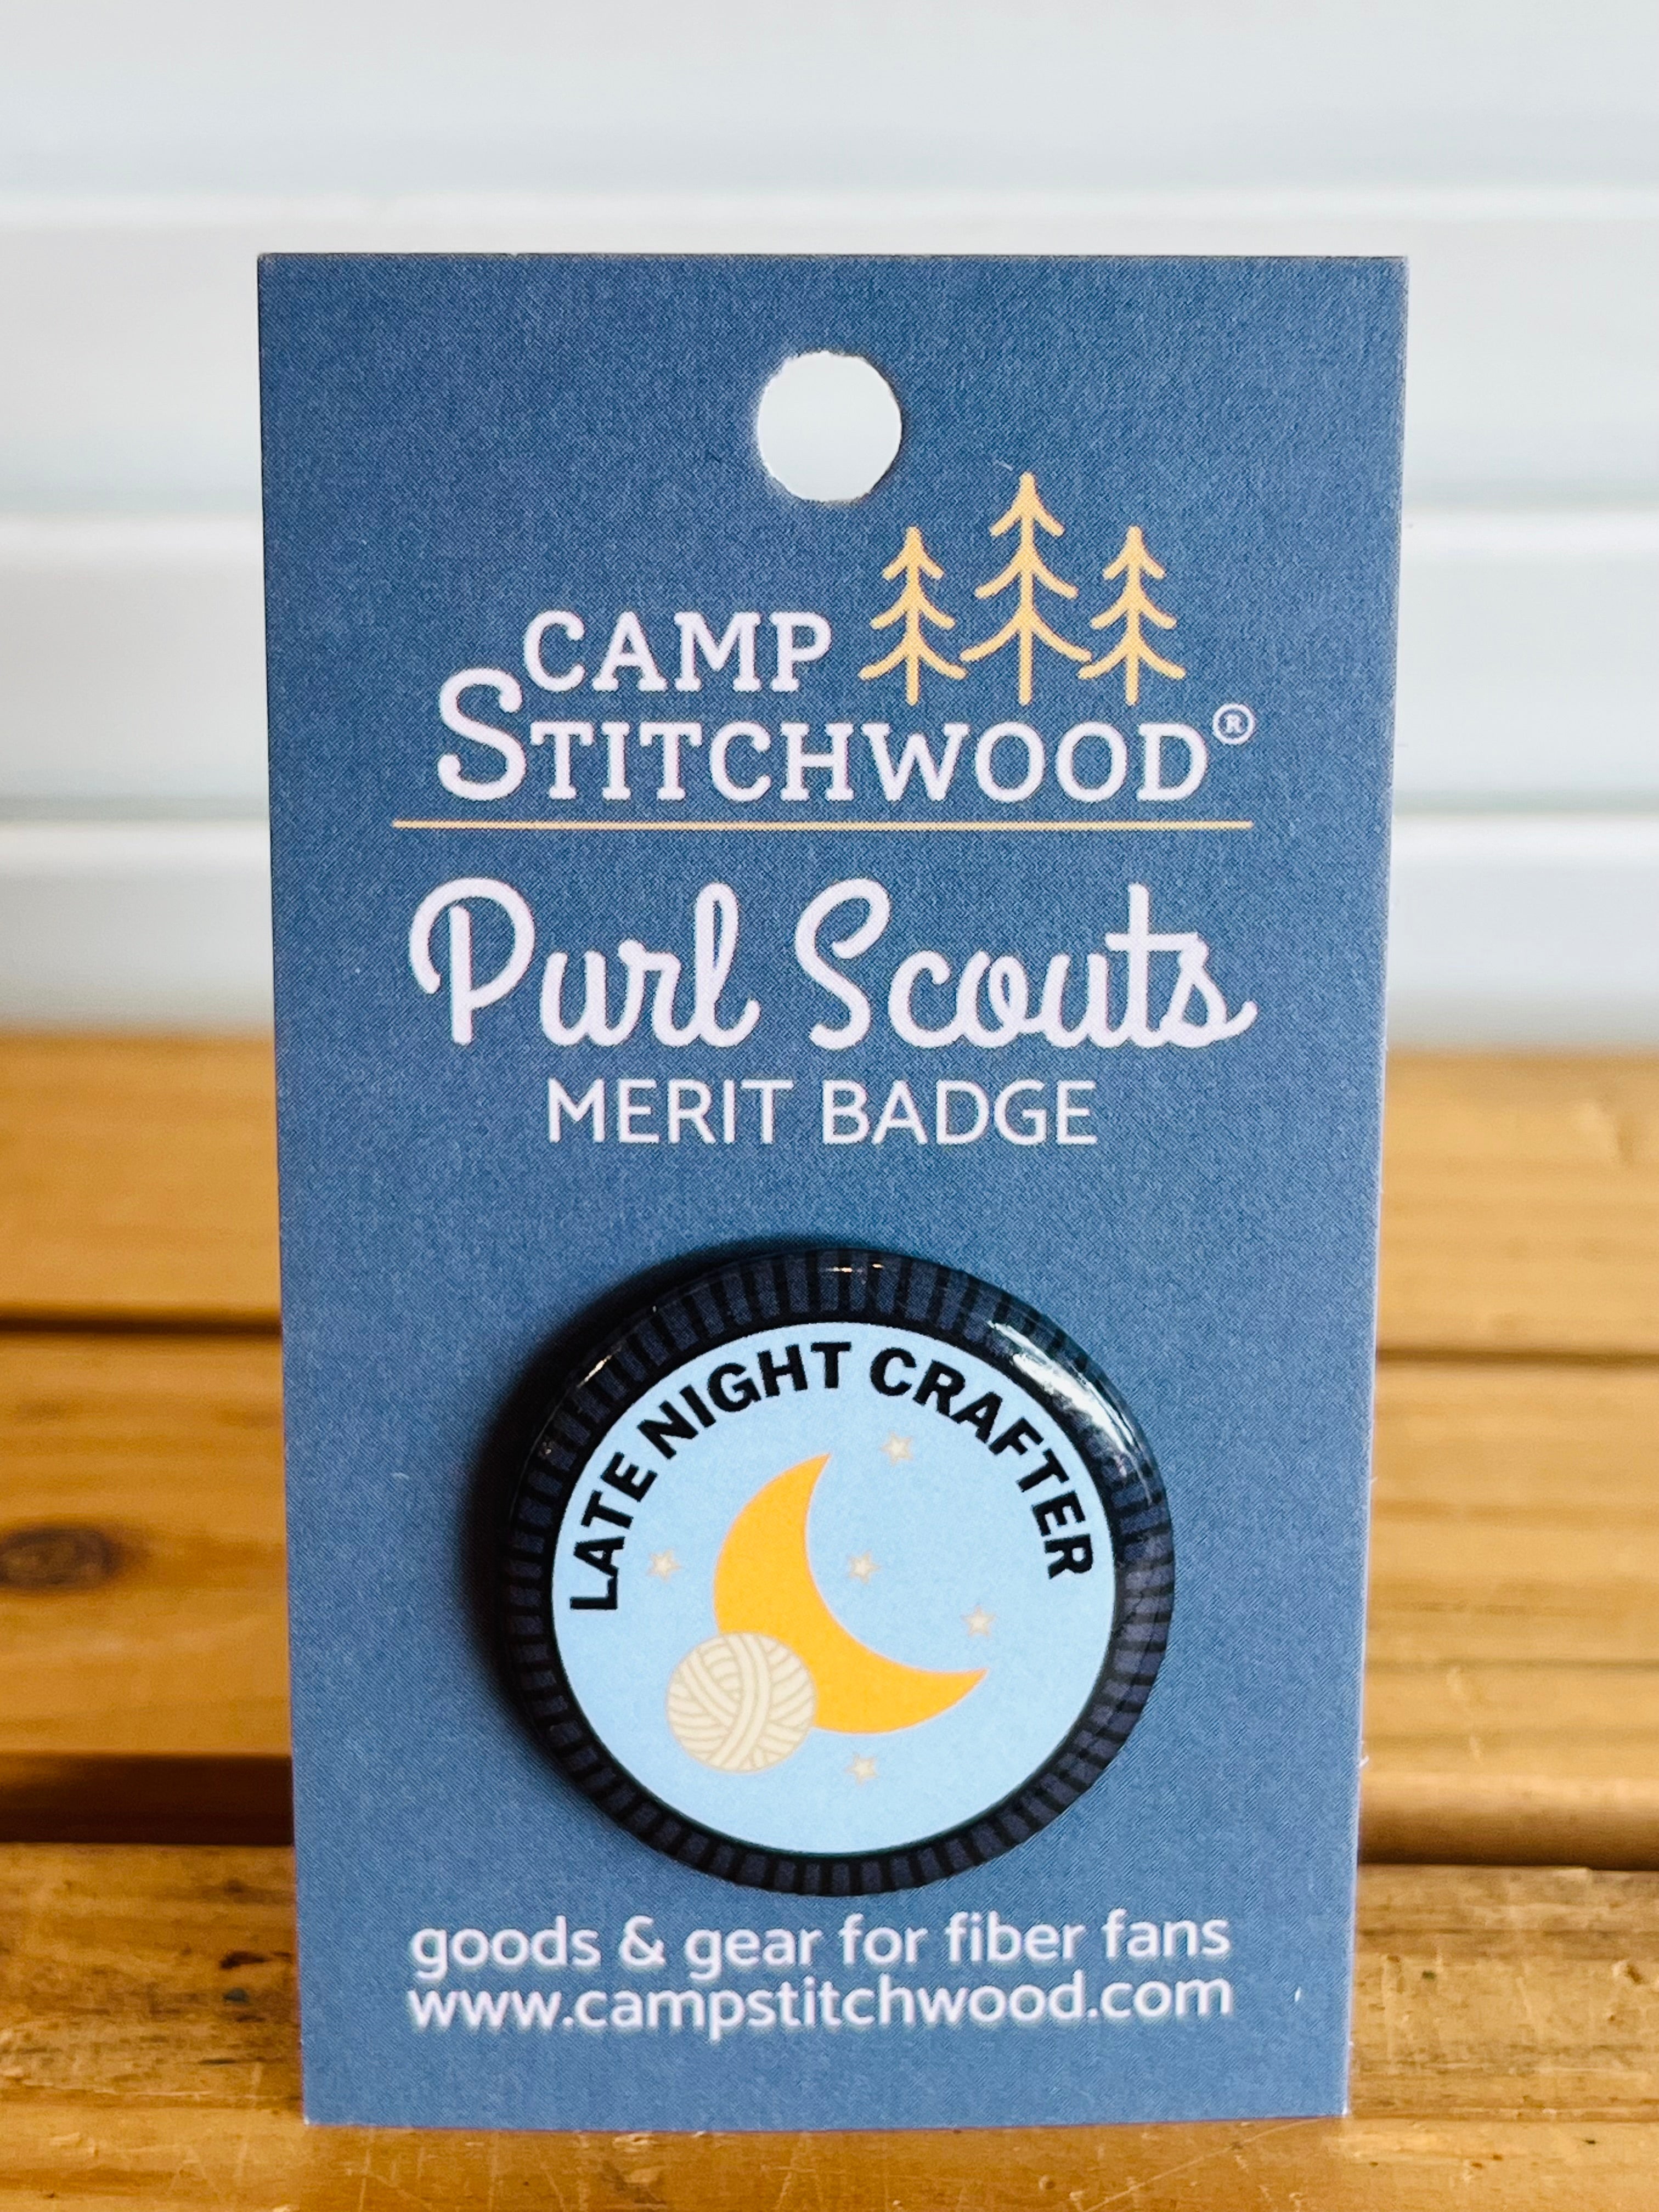 CAMP
STITCHWOOD®
Purl Scouts
MERIT BADGE
LATE NIGHT CRAFTER
goods & gear for fiber fans
www.campstitchwood.com